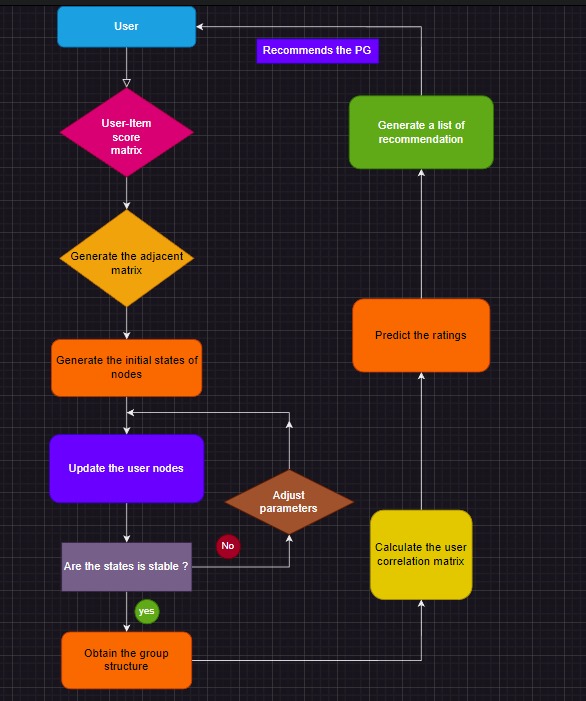 User
Recommends the PG
User-Item
score
matrix
Generate a list of
recommendation
Generate the adjacent
matrix
Generate the initial states of
nodes
Predict the ratings
Update the user nodes
Adjust
parameters
No
Are the states is stable ?
Calculate the user
correlation matrix
yes
Obtain the group
structure